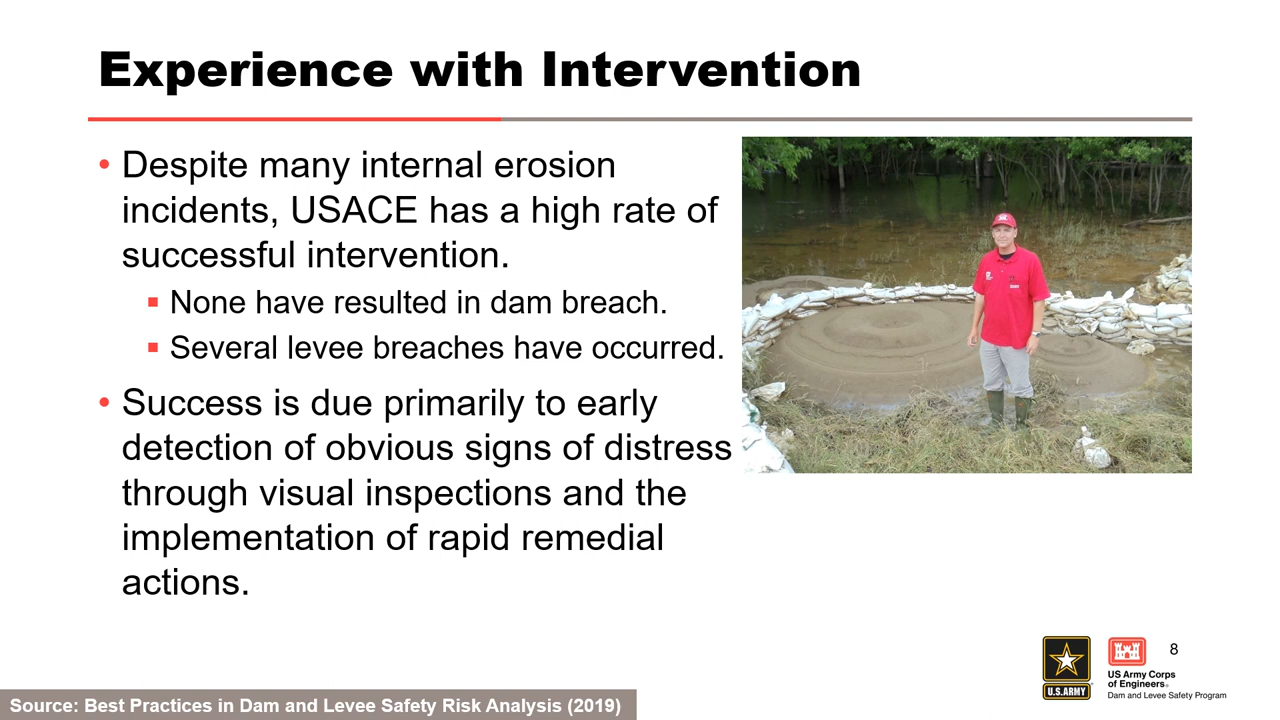 Experience with Intervention
• Despite many internal erosion
incidents, USACE has a high rate of
successful intervention.
▪ None have resulted in dam breach.
▪ Several levee breaches have occurred.
• Success is due primarily to early
detection of obvious signs of distress
through visual inspections and the
implementation of rapid remedial
actions.
8
U.S.ARMY
US Army Corps
of Engineers®
Dam and Levee Safety Program
Source: Best Practices in Dam and Levee Safety Risk Analysis (2019)